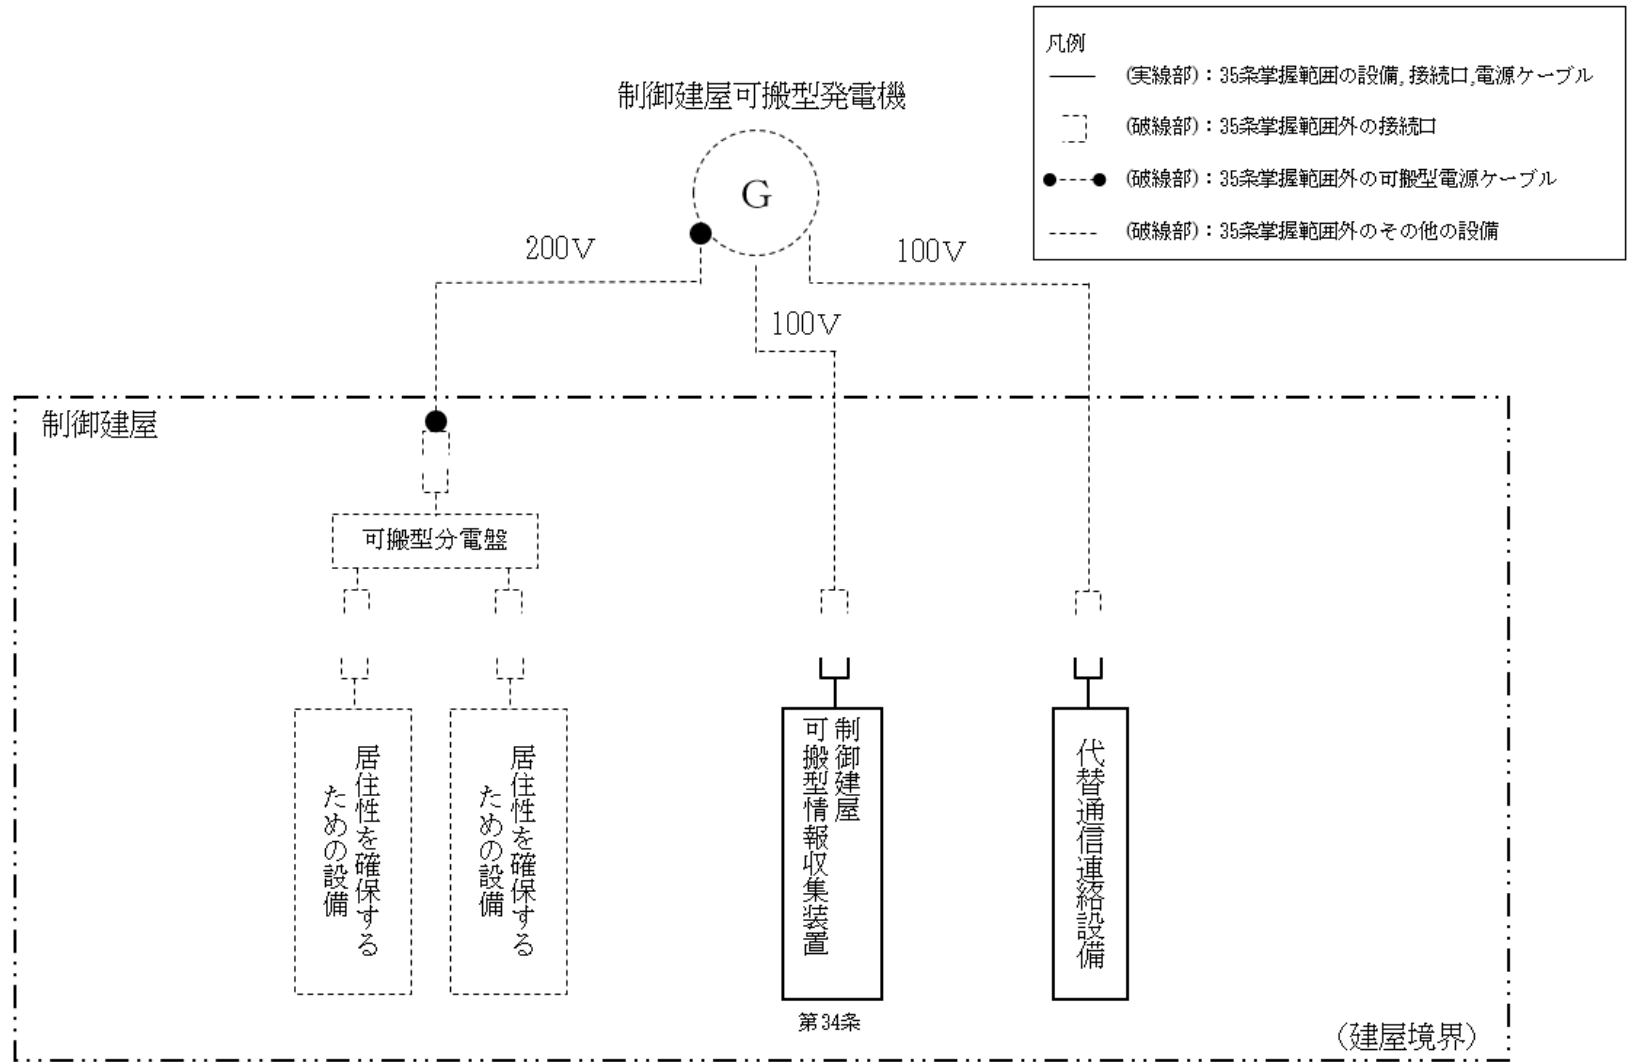 凡例
(実線部)：35条掌握範囲の設備,接続口,電源ケーブル
(破線部)：35条掌握範囲外の接続口
(破線部)：35条掌握範囲外の可搬型電源ケーブル
(破線部)：35条掌握範囲外のその他の設備
制御建屋可搬型発電機
G
200V
100V
100V
制御建屋
可搬型分電盤
居住性を確保する
ための設備
居住性を確保する
ための設備
制御建屋
可搬型情報収集装置
代替通信連絡設備
第34条
(建屋境界)